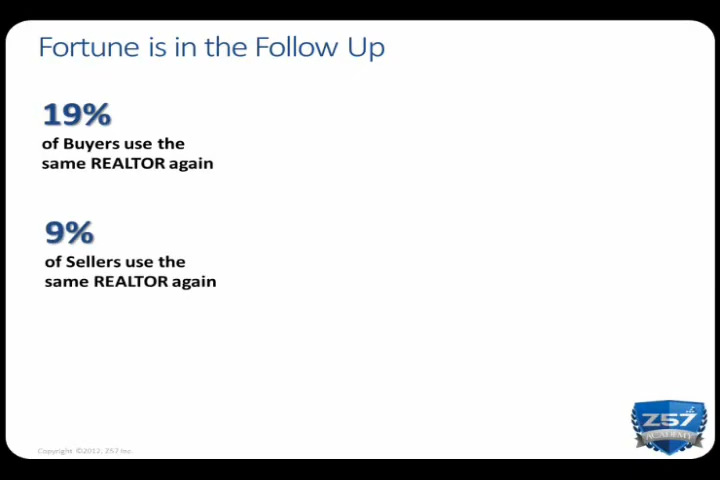 Fortune is in the Follow Up
19%
of Buyers use the
same REALTOR again
9%
of Sellers use the
same REALTOR again
Z57
ACADEMY
Copyright ©2012, Z57 Inc.